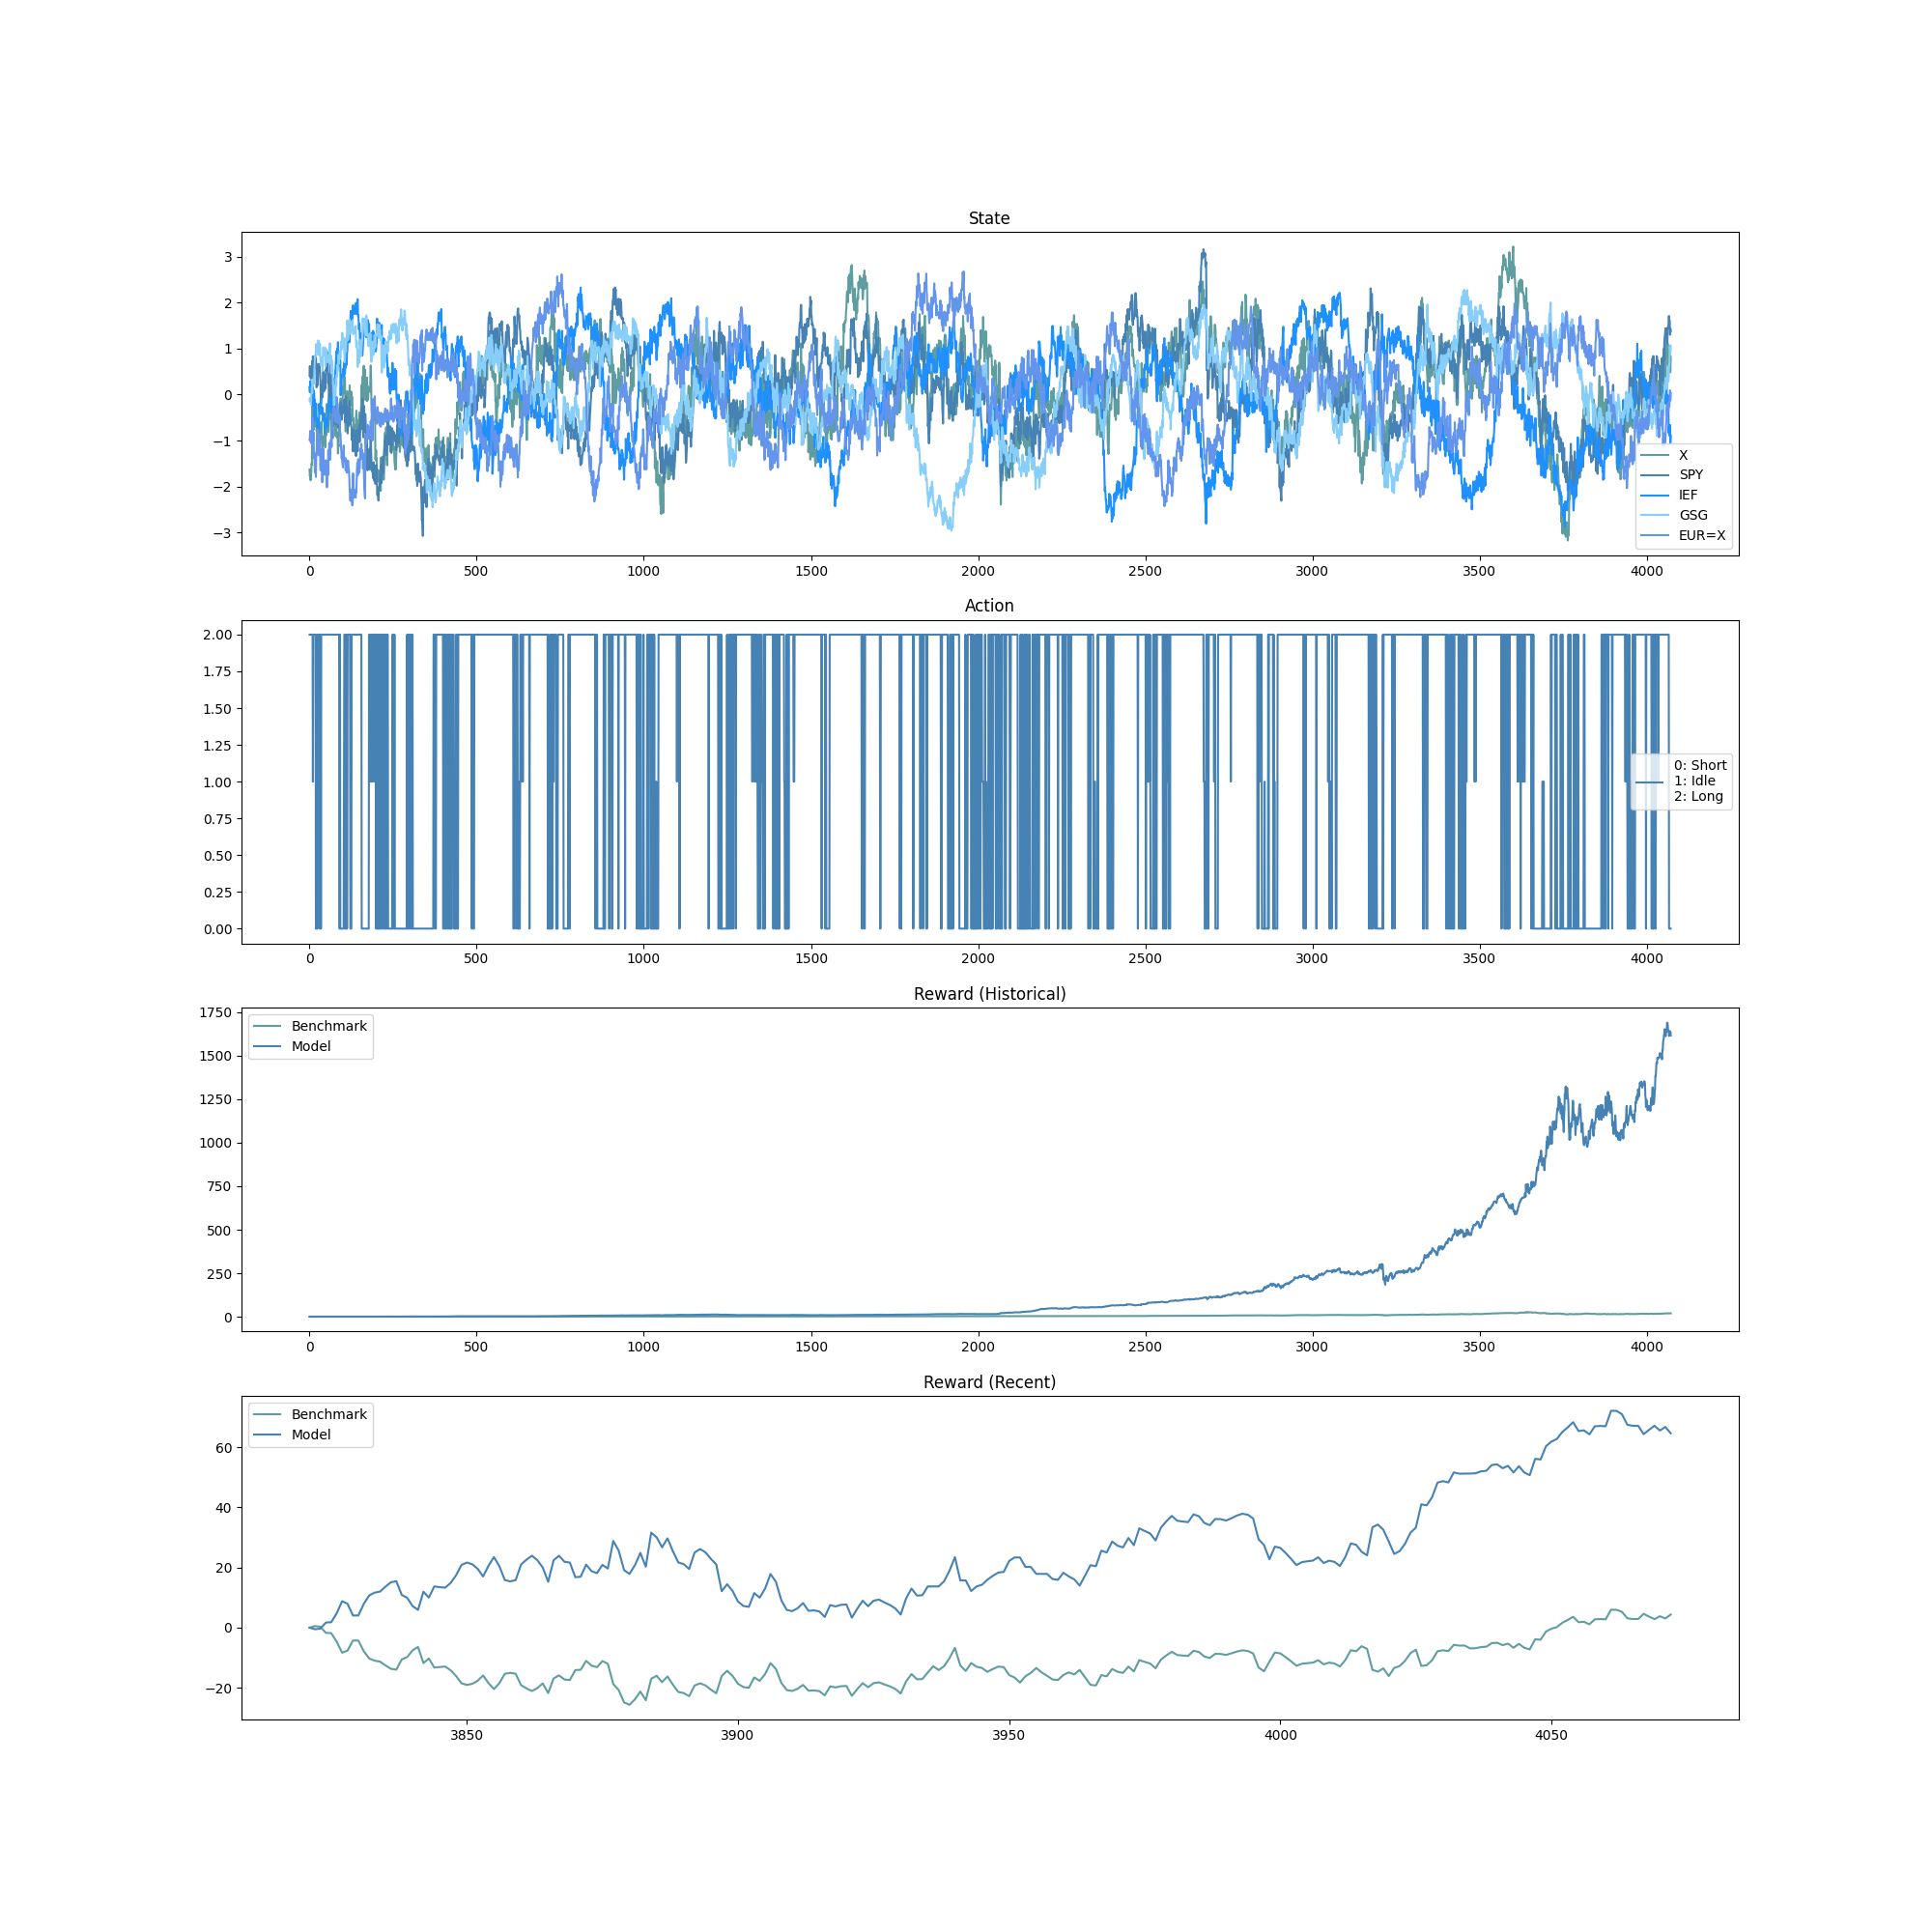 State
3
2
1
0
−1
−2
−3
X
SPY
IEF
GSG
EUR=X
0 500 1000 1500 2000 2500 3000 3500 4000
Action
2.00
1.75
1.50
1.25
1.00
0.75
0.50
0.25
0.00
0: Short
1: Idle
2: Long
0 500 1000 1500 2000 2500 3000 3500 4000
Reward (Historical)
Benchmark
Model
1750
1500
1250
1000
750
500
250
0
0 500 1000 1500 2000 2500 3000 3500 4000
Reward (Recent)
Benchmark
Model
60
40
20
0
−20
3850 3900 3950 4000 4050